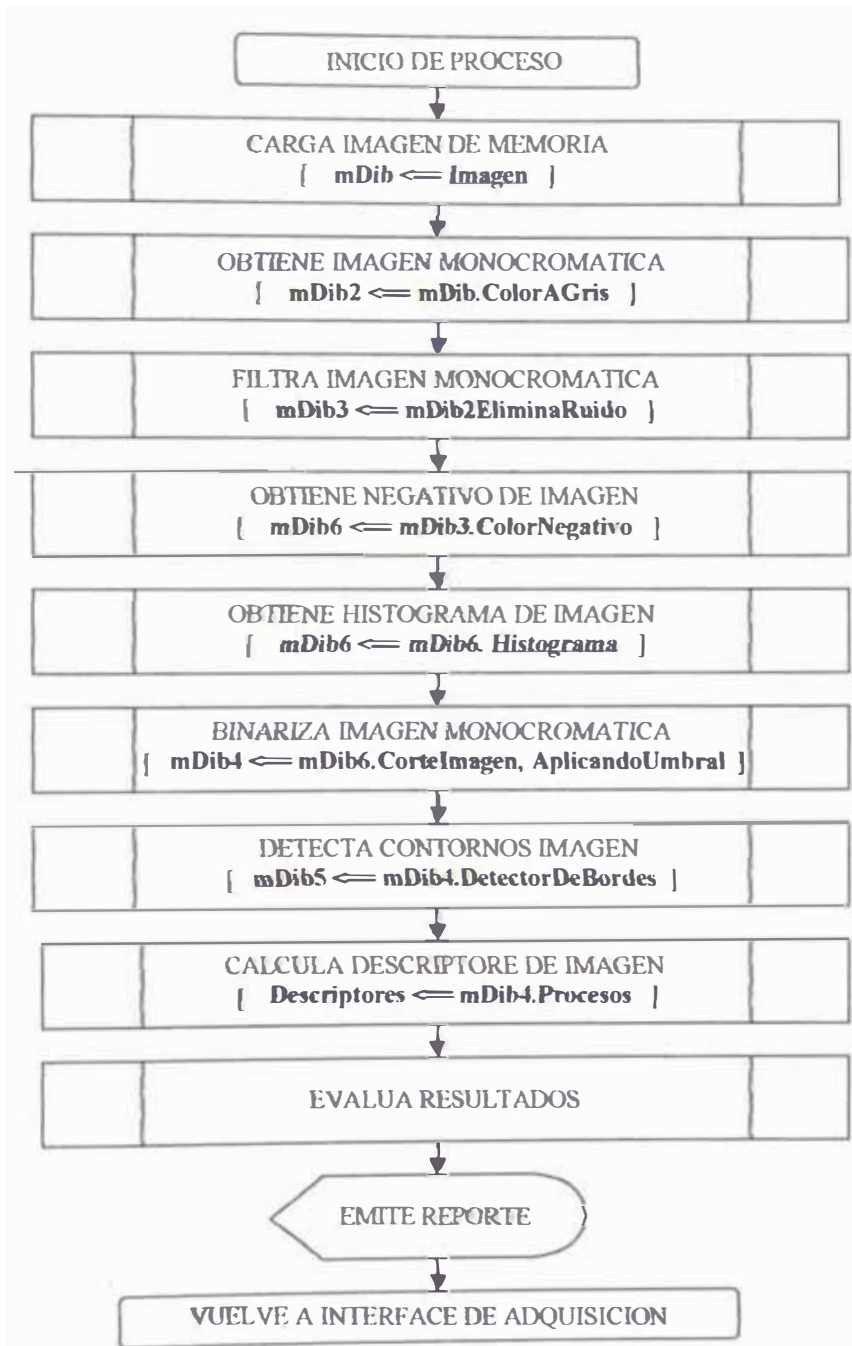 INICIO DE PROCESO
CARGA IMAGEN DE MEMORIA
[ mDib <== Imagen ]
OBTIENE IMAGEN MONOCROMATICA
[ mDib2 <== mDib.ColorAGris ]
FILTRA IMAGEN MONOCROMATICA
[ mDib3 <== mDib2EliminaRuido ]
OBTIENE NEGATIVO DE IMAGEN
[ mDib6 <== mDib3.ColorNegativo ]
OBTIENE HISTOGRAMA DE IMAGEN
[ mDib6 <== mDib6. Histograma ]
BINARIZA IMAGEN MONOCROMATICA
[ mDib4 <== mDib6.CorteImagen, AplicandoUmbral ]
DETECTA CONTORNOS IMAGEN
[ mDib5 <== mDib4.DetectorDeBordes ]
CALCULA DESCRIPTORE DE IMAGEN
[ Descriptores <== mDib4.Procesos ]
EVALUA RESULTADOS
EMITE REPORTE
VUELVE A INTERFACE DE ADQUISICION